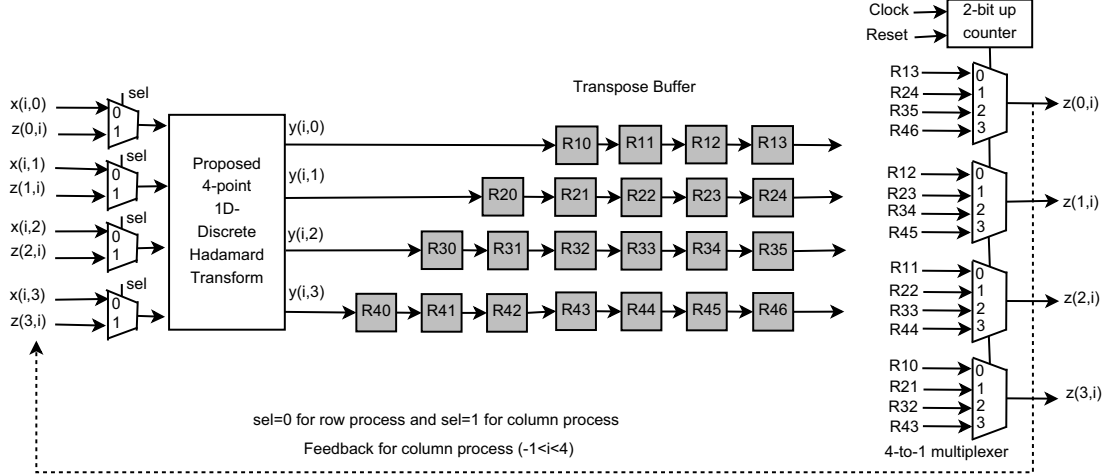 Clock
Reset
2-bit up
counter
Transpose Buffer
x(i,0)
z(0,i)
sel
0
1
x(i,1)
z(1,i)
sel
0
1
x(i,2)
z(2,i)
sel
0
1
x(i,3)
z(3,i)
sel
0
1
Proposed
4-point
1D-
Discrete
Hadamard
Transform
y(i,0)
R10 R11 R12 R13
y(i,1)
R20 R21 R22 R23 R24
y(i,2)
R30 R31 R32 R33 R34 R35
y(i,3)
R40 R41 R42 R43 R44 R45 R46
R13 0
R24 1
R35 2
R46 3
z(0,i)
R12 0
R23 1
R34 2
R45 3
z(1,i)
R11 0
R22 1
R33 2
R44 3
z(2,i)
R10 0
R21 1
R32 2
R43 3
z(3,i)
4-to-1 multiplexer
sel=0 for row process and sel=1 for column process
Feedback for column process (-1<i<4)